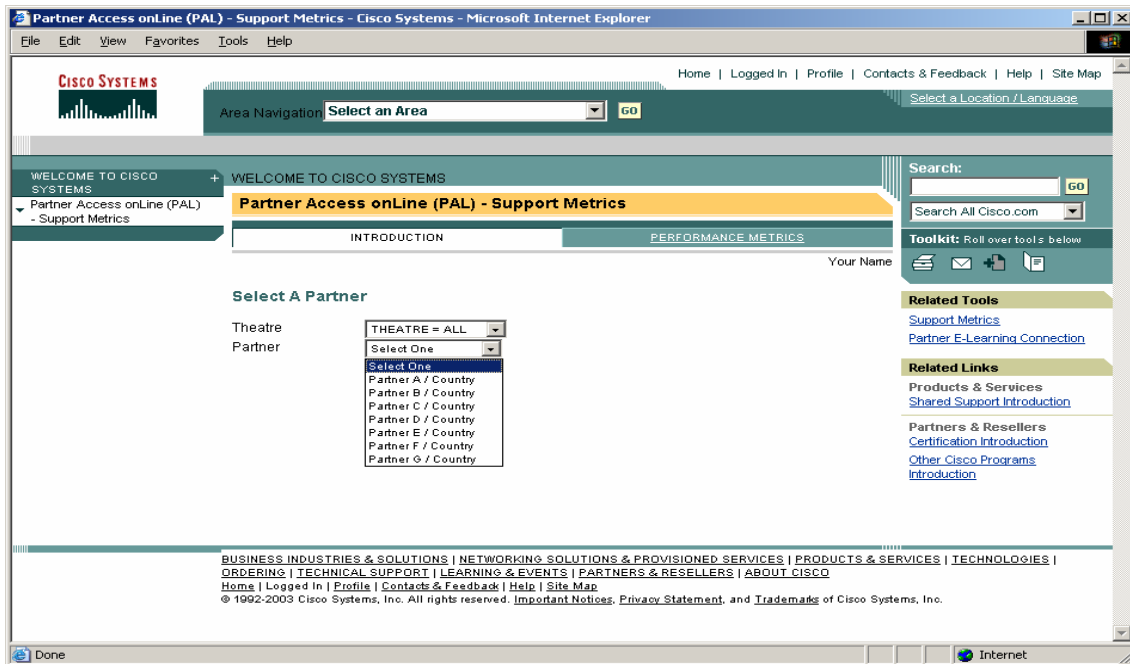 Partner Access onLine (PAL) - Support Metrics - Cisco Systems - Microsoft Internet Explorer
File Edit View Favorites Tools Help
CISCO SYSTEMS
Home | Logged In | Profile | Contacts & Feedback | Help | Site Map
Area Navigation Select an Area GO
Select a Location / Language
WELCOME TO CISCO SYSTEMS +
Partner Access onLine (PAL) - Support Metrics
WELCOME TO CISCO SYSTEMS
Partner Access onLine (PAL) - Support Metrics
INTRODUCTION PERFORMANCE METRICS
Your Name
Select A Partner
Theatre THEATRE = ALL
Partner Select One
Select One
Partner A / Country
Partner B / Country
Partner C / Country
Partner D / Country
Partner E / Country
Partner F / Country
Partner G / Country
Search:
GO
Search All Cisco.com
Toolkit: Roll over tools below
Related Tools
Support Metrics
Partner E-Learning Connection
Related Links
Products & Services
Shared Support Introduction
Partners & Resellers
Certification Introduction
Other Cisco Programs
Introduction
BUSINESS INDUSTRIES & SOLUTIONS | NETWORKING SOLUTIONS & PROVISIONED SERVICES | PRODUCTS & SERVICES | TECHNOLOGIES |
ORDERING | TECHNICAL SUPPORT | LEARNING & EVENTS | PARTNERS & RESELLERS | ABOUT CISCO
Home | Logged In | Profile | Contacts & Feedback | Help | Site Map
© 1992-2003 Cisco Systems, Inc. All rights reserved. Important Notices, Privacy Statement, and Trademarks of Cisco Systems, Inc.
Done
Internet